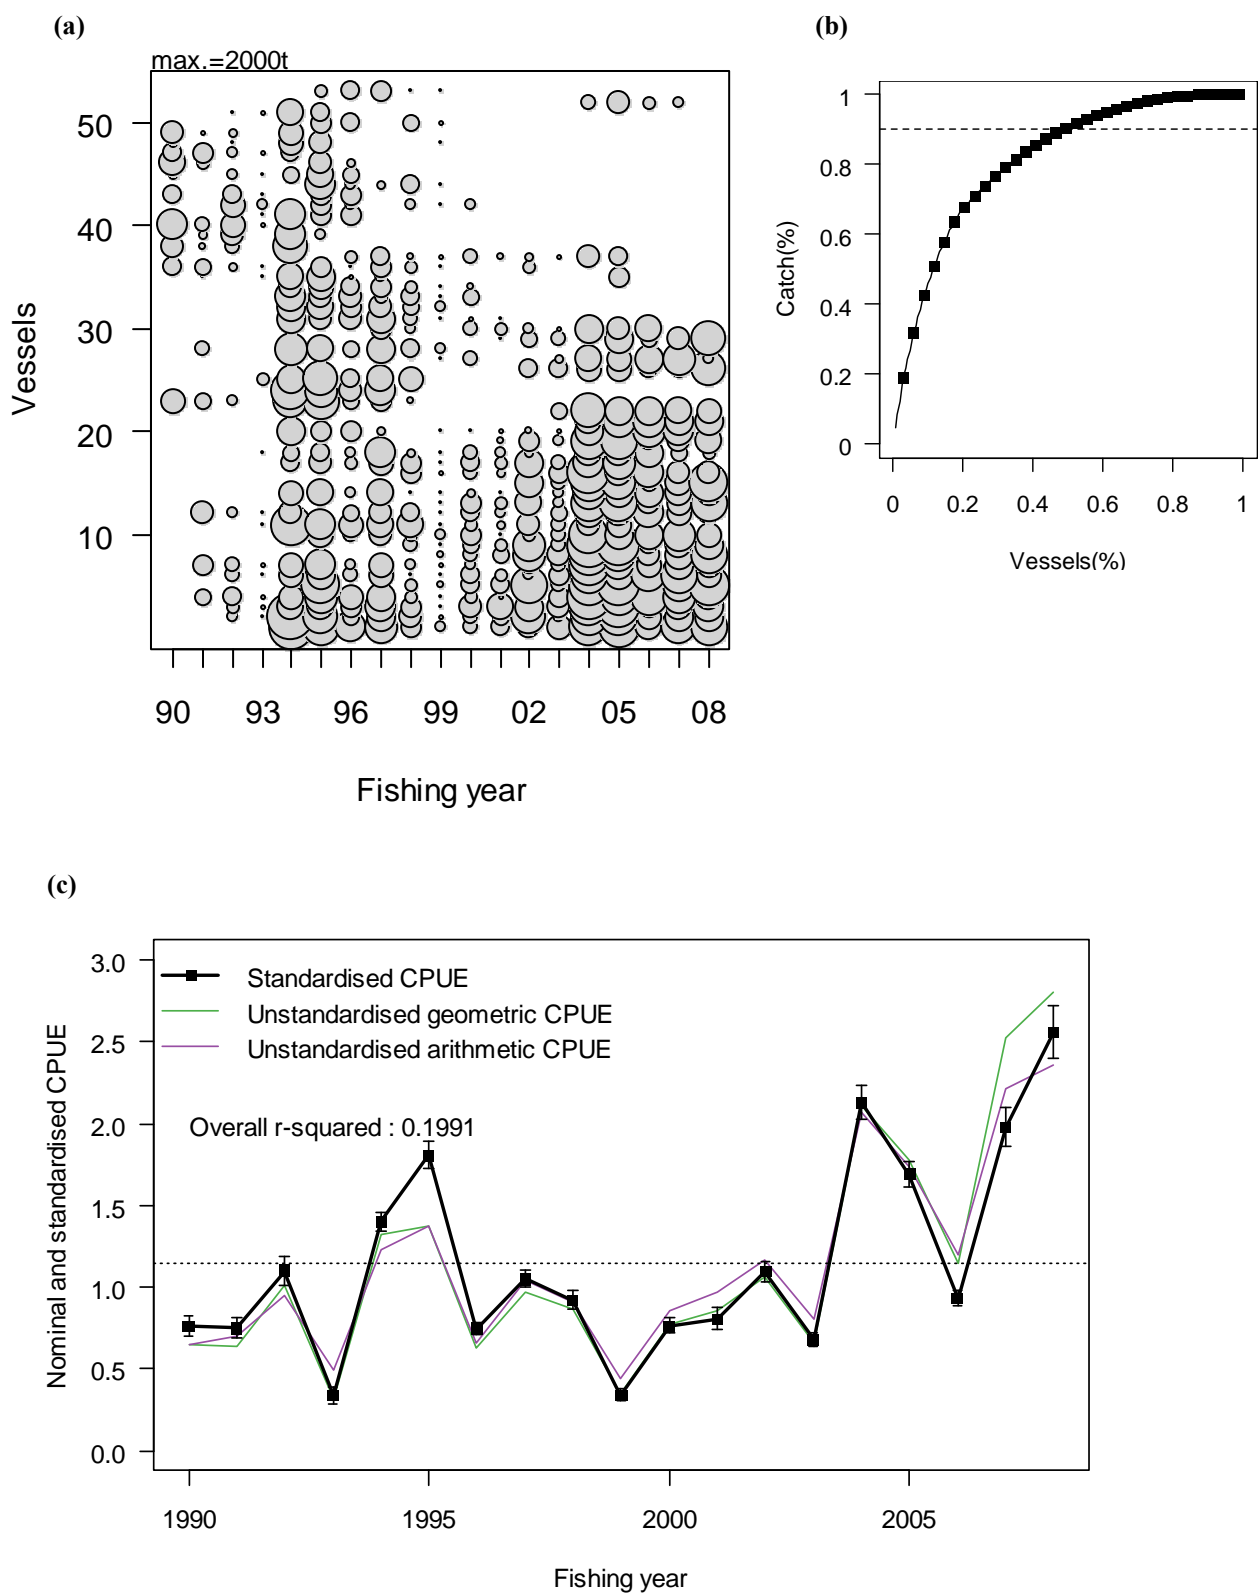 (a)
max.=2000t
50
40
30
20
10
Vessels
90 93 96 99 02 05 08
Fishing year
(b)
1
0.8
0.6
0.4
0.2
0
Catch(%)
0 0.2 0.4 0.6 0.8 1
Vessels(%)
(c)
3.0
2.5
2.0
1.5
1.0
0.5
0.0
Nominal and standardised CPUE
Standardised CPUE
Unstandardised geometric CPUE
Unstandardised arithmetic CPUE
Overall r-squared : 0.1991
1990 1995 2000 2005
Fishing year